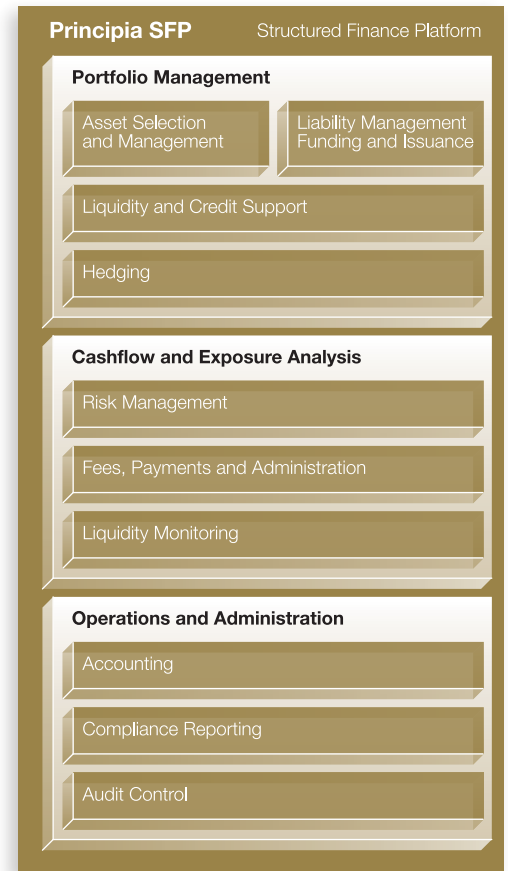 Principia SFP Structured Finance Platform
Portfolio Management
Asset Selection
and Management
Liability Management
Funding and Issuance
Liquidity and Credit Support
Hedging
Cashflow and Exposure Analysis
Risk Management
Fees, Payments and Administration
Liquidity Monitoring
Operations and Administration
Accounting
Compliance Reporting
Audit Control